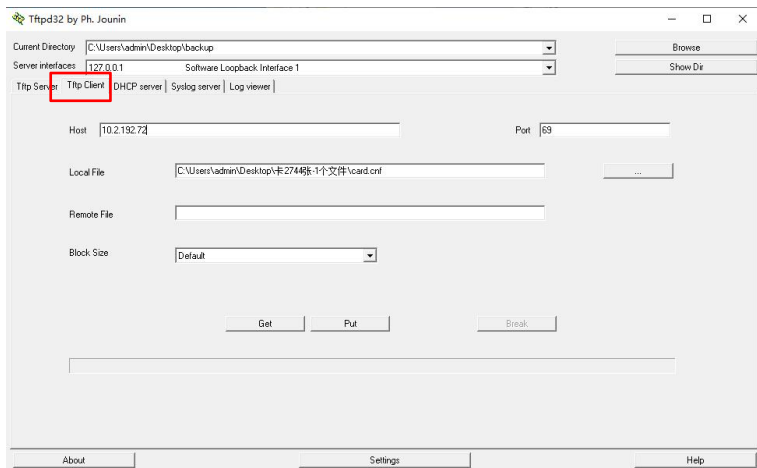 Tftpd32 by Ph. Jounin
Current Directory C:\Users\admin\Desktop\backup Browse
Server interfaces 127.0.0.1 Software Loopback Interface 1 Show Dir
Tftp Server Tftp Client DHCP server Syslog server Log viewer
Host 10.2.192.72 Port 69
Local File C:\Users\admin\Desktop\卡2744张-1个文件\card.cnf ...
Remote File
Block Size Default
Get Put Break
About Settings Help